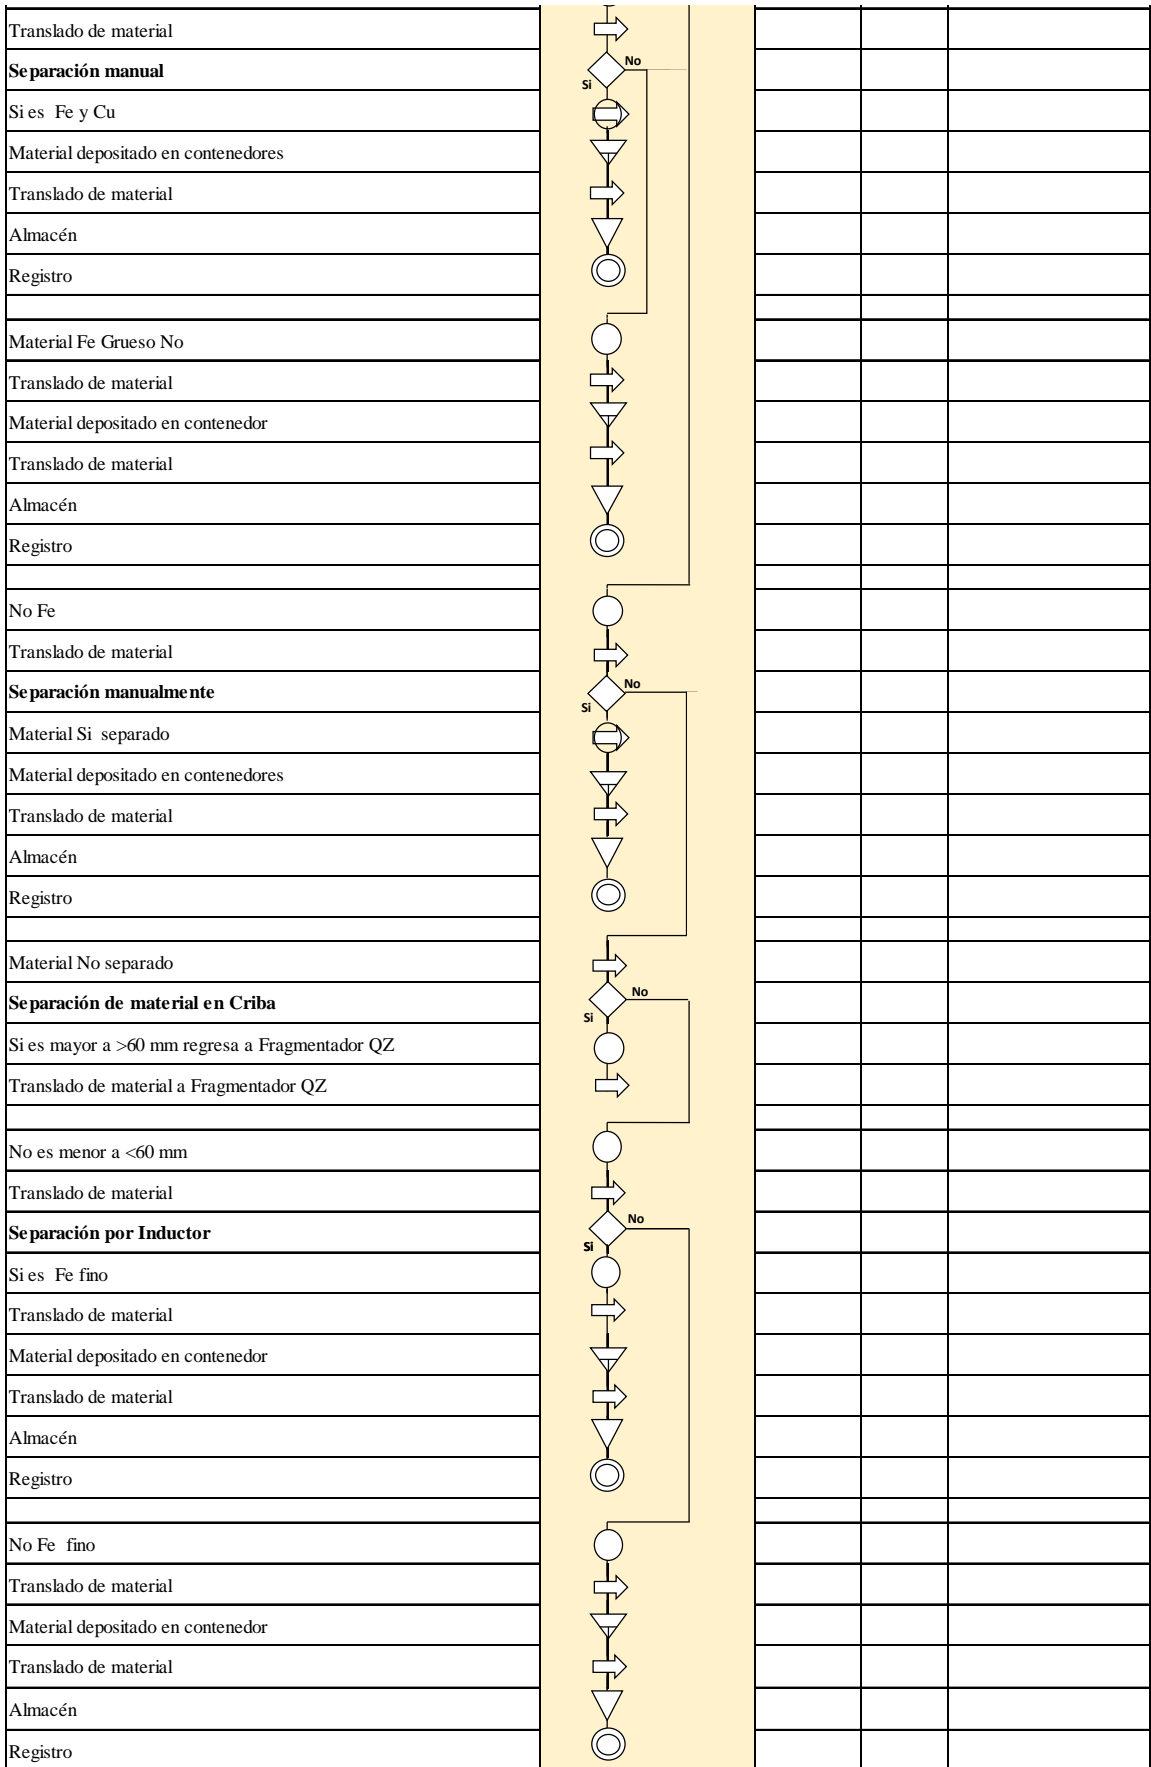 Translado de material
Separación manual
No
Si
Si es Fe y Cu
Material depositado en contenedores
Translado de material
Almacén
Registro
Material Fe Grueso No
Translado de material
Material depositado en contenedor
Translado de material
Almacén
Registro
No Fe
Translado de material
Separación manualmente
No
Si
Material Si separado
Material depositado en contenedores
Translado de material
Almacén
Registro
Material No separado
Separación de material en Criba
No
Si
Si es mayor a >60 mm regresa a Fragmentador QZ
Translado de material a Fragmentador QZ
No es menor a <60 mm
Translado de material
Separación por Inductor
No
Si
Si es Fe fino
Translado de material
Material depositado en contenedor
Translado de material
Almacén
Registro
No Fe fino
Translado de material
Material depositado en contenedor
Translado de material
Almacén
Registro